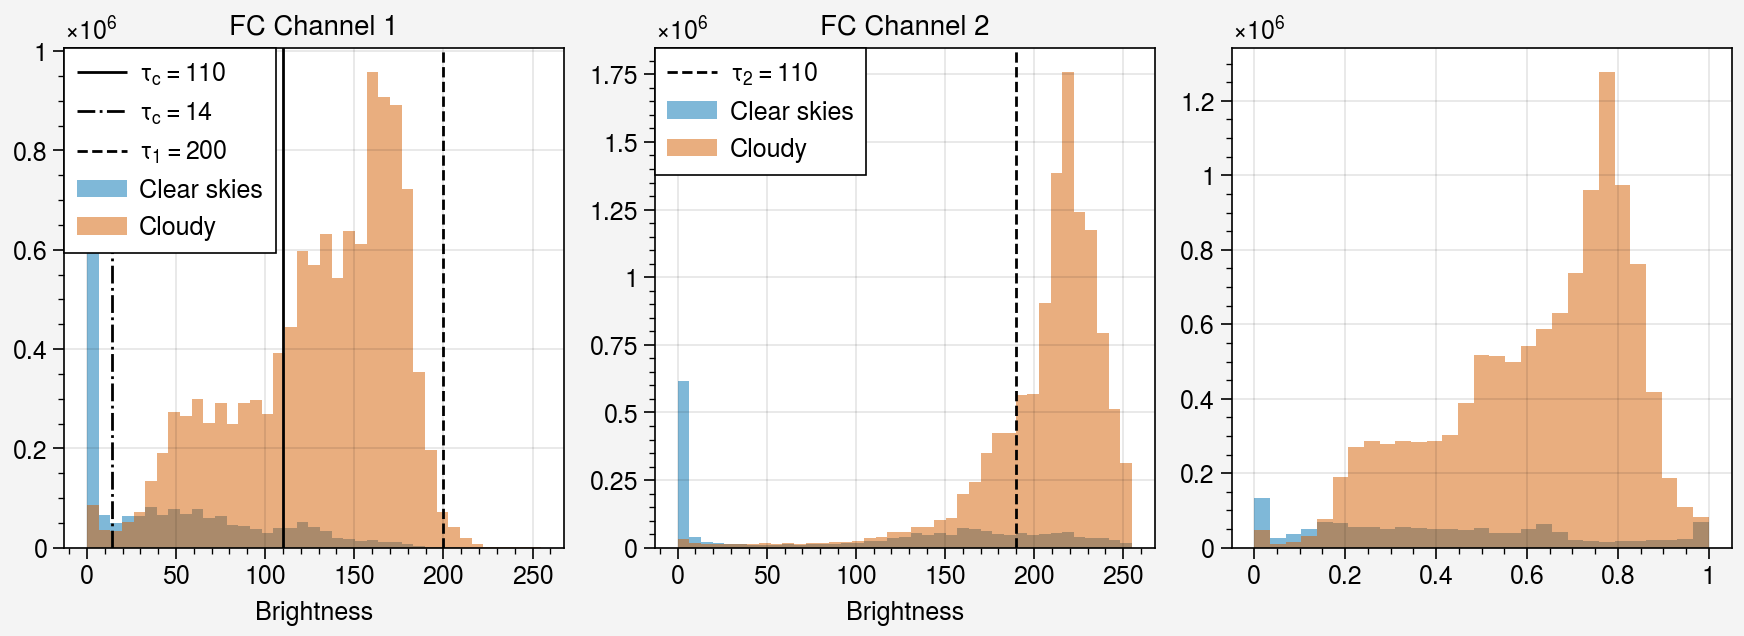 FC Channel 1
×10⁶
1
0.8
0.6
0.4
0.2
0
τc = 110
τc = 14
τ1 = 200
Clear skies
Cloudy
0 50 100 150 200 250
Brightness
FC Channel 2
×10⁶
1.75
1.5
1.25
1
0.75
0.5
0.25
0
τ2 = 110
Clear skies
Cloudy
0 50 100 150 200 250
Brightness
×10⁶
1.2
1
0.8
0.6
0.4
0.2
0
0 0.2 0.4 0.6 0.8 1